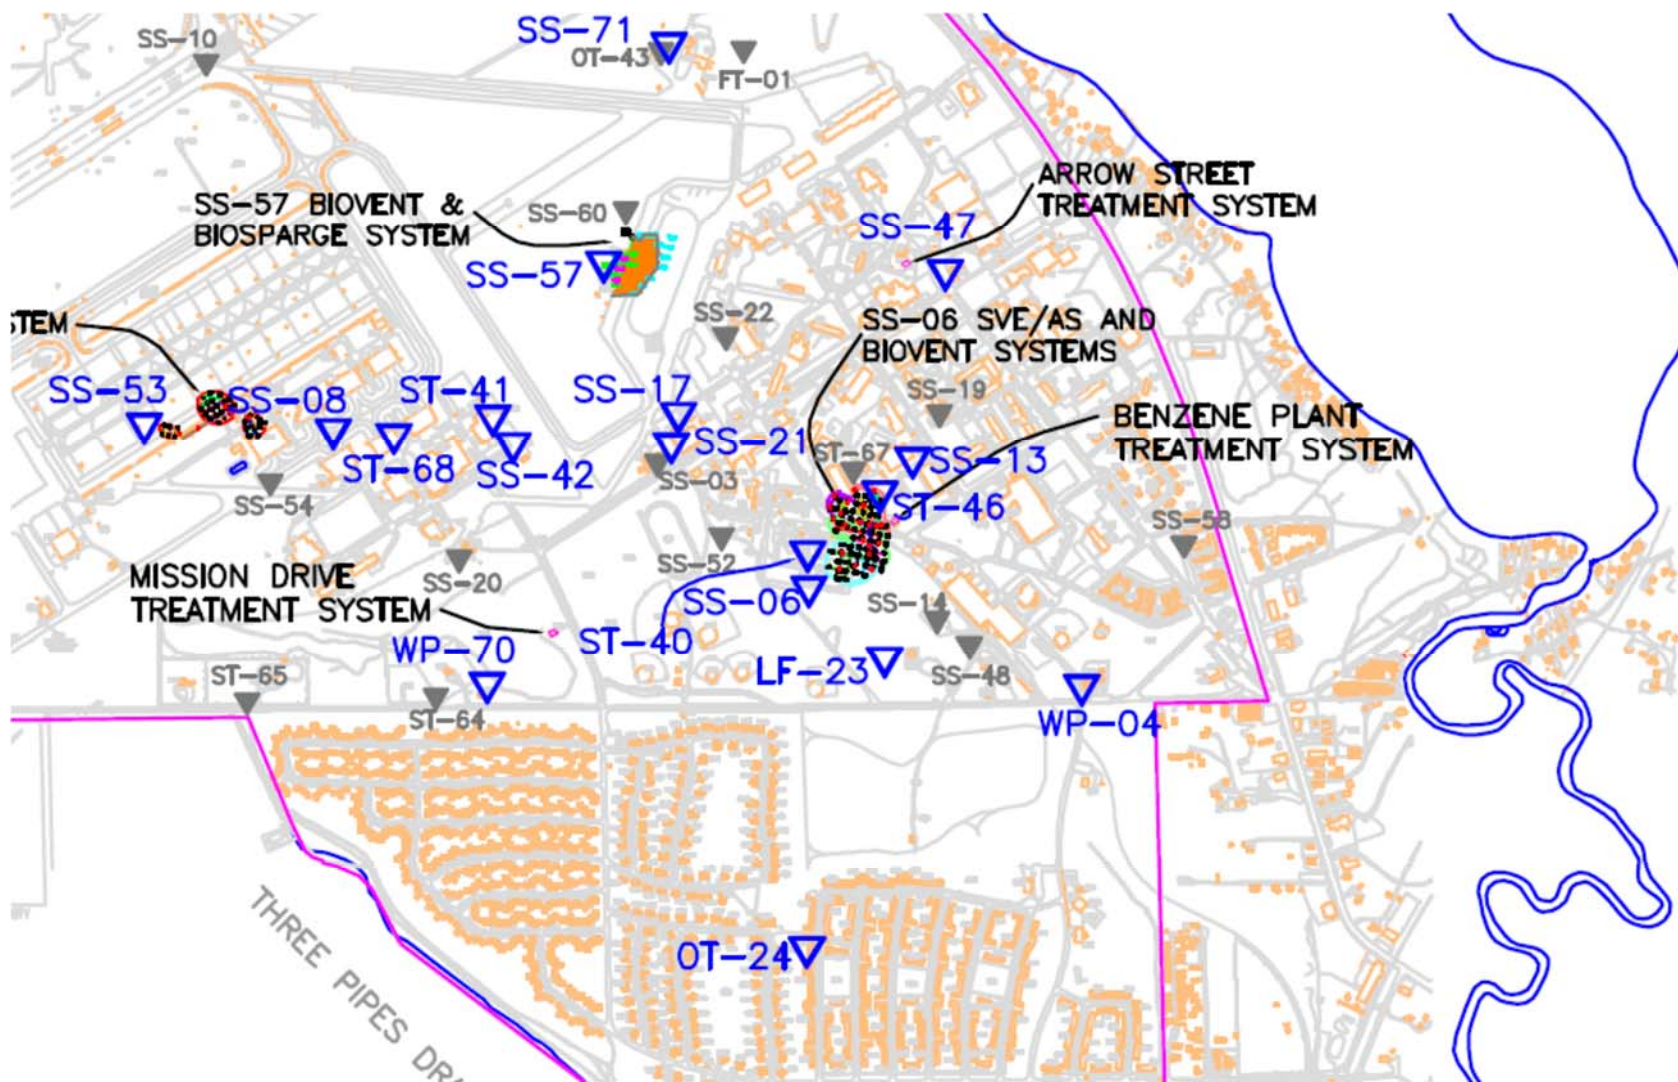 SS-71
SS-10
OT-43
FT-01
ARROW STREET
TREATMENT SYSTEM
SS-57 BIOVENT &
BIOSPARGE SYSTEM
SS-60
SS-47
SS-57
SS-22
SS-06 SVE/AS AND
BIOVENT SYSTEMS
SS-53
SS-08
ST-41
SS-17
SS-19
BENZENE PLANT
TREATMENT SYSTEM
SS-21
ST-67
SS-13
ST-68
SS-42
SS-03
SS-54
ST-46
SS-58
SS-52
SS-20
MISSION DRIVE
TREATMENT SYSTEM
SS-06
SS-14
ST-40
WP-70
LF-23
SS-48
ST-65
ST-64
WP-04
THREE PIPES
OT-24